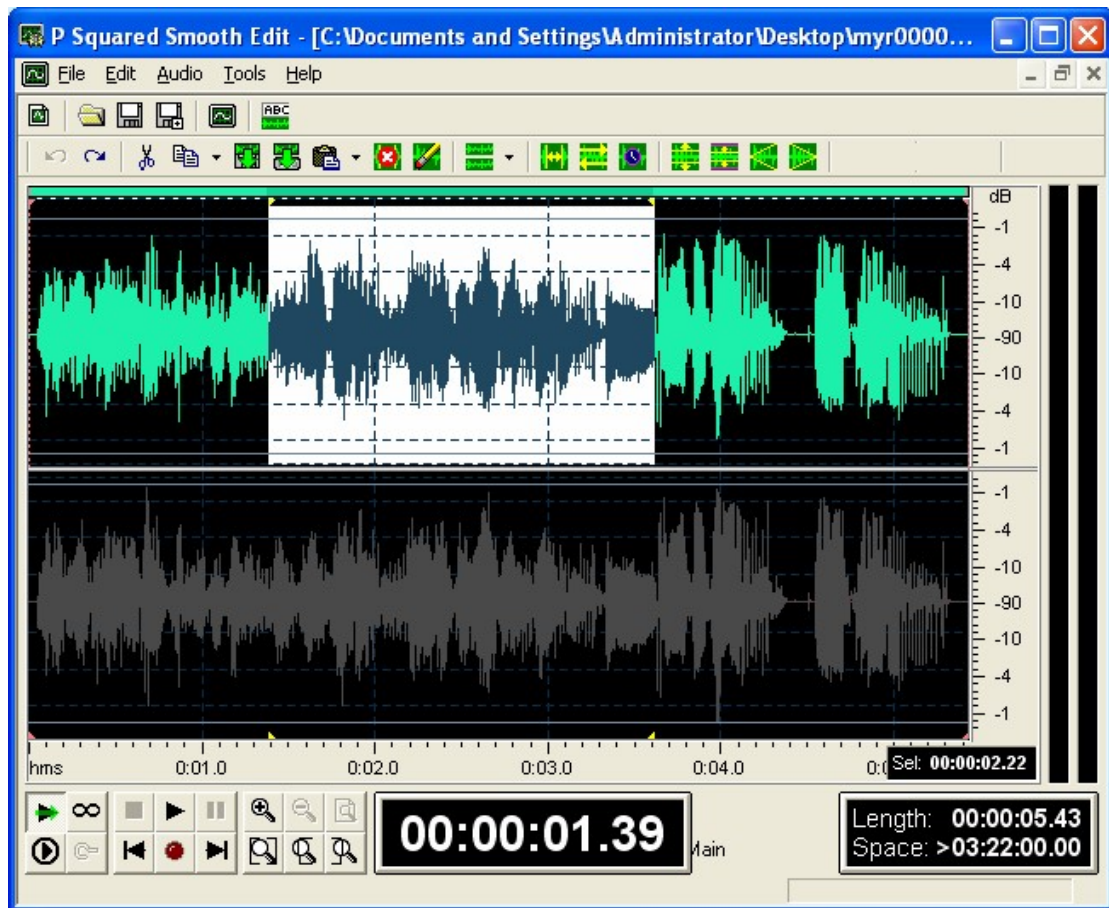 P Squared Smooth Edit - [C:\Documents and Settings\Administrator\Desktop\myr0000...
File Edit Audio Tools Help
ABC
dB
-1
-4
-10
-90
-10
-4
-1
-1
-4
-10
-90
-10
-4
-1
hms 0:01.0 0:02.0 0:03.0 0:04.0 Sel: 00:00:02.22
00:00:01.39
Main
Length: 00:00:05.43
Space: >03:22:00.00